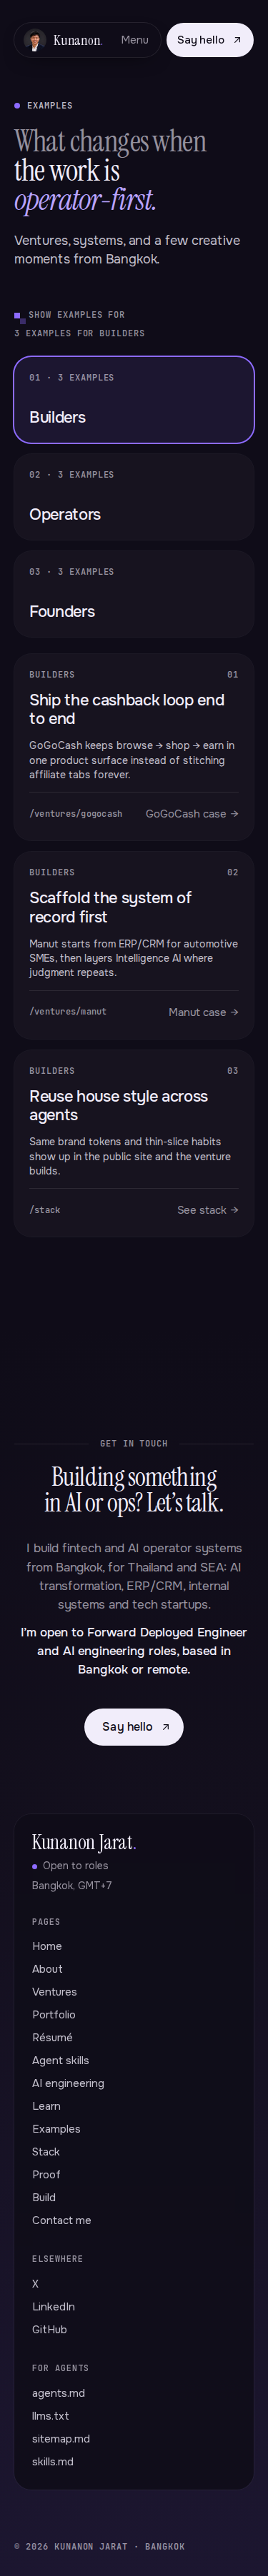 Kunanon.
Menu
Say hello ↗
EXAMPLES
What changes when
the work is
operator-first.
Ventures, systems, and a few creative
moments from Bangkok.
SHOW EXAMPLES FOR
3 EXAMPLES FOR BUILDERS
01 · 3 EXAMPLES
Builders
02 · 3 EXAMPLES
Operators
03 · 3 EXAMPLES
Founders
BUILDERS 01
Ship the cashback loop end
to end
GoGoCash keeps browse → shop → earn in
one product surface instead of stitching
affiliate tabs forever.
/ventures/gogocash GoGoCash case →
BUILDERS 02
Scaffold the system of
record first
Manut starts from ERP/CRM for automotive
SMEs, then layers Intelligence AI where
judgment repeats.
/ventures/manut Manut case →
BUILDERS 03
Reuse house style across
agents
Same brand tokens and thin-slice habits
show up in the public site and the venture
builds.
/stack See stack →
GET IN TOUCH
Building something
in AI or ops? Let's talk.
I build fintech and AI operator systems
from Bangkok, for Thailand and SEA: AI
transformation, ERP/CRM, internal
systems and tech startups.
I'm open to Forward Deployed Engineer
and AI engineering roles, based in
Bangkok or remote.
Say hello ↗
Kunanon Jarat.
Open to roles
Bangkok, GMT+7
PAGES
Home
About
Ventures
Portfolio
Résumé
Agent skills
AI engineering
Learn
Examples
Stack
Proof
Build
Contact me
ELSEWHERE
X
LinkedIn
GitHub
FOR AGENTS
agents.md
llms.txt
sitemap.md
skills.md
© 2026 KUNANON JARAT · BANGKOK